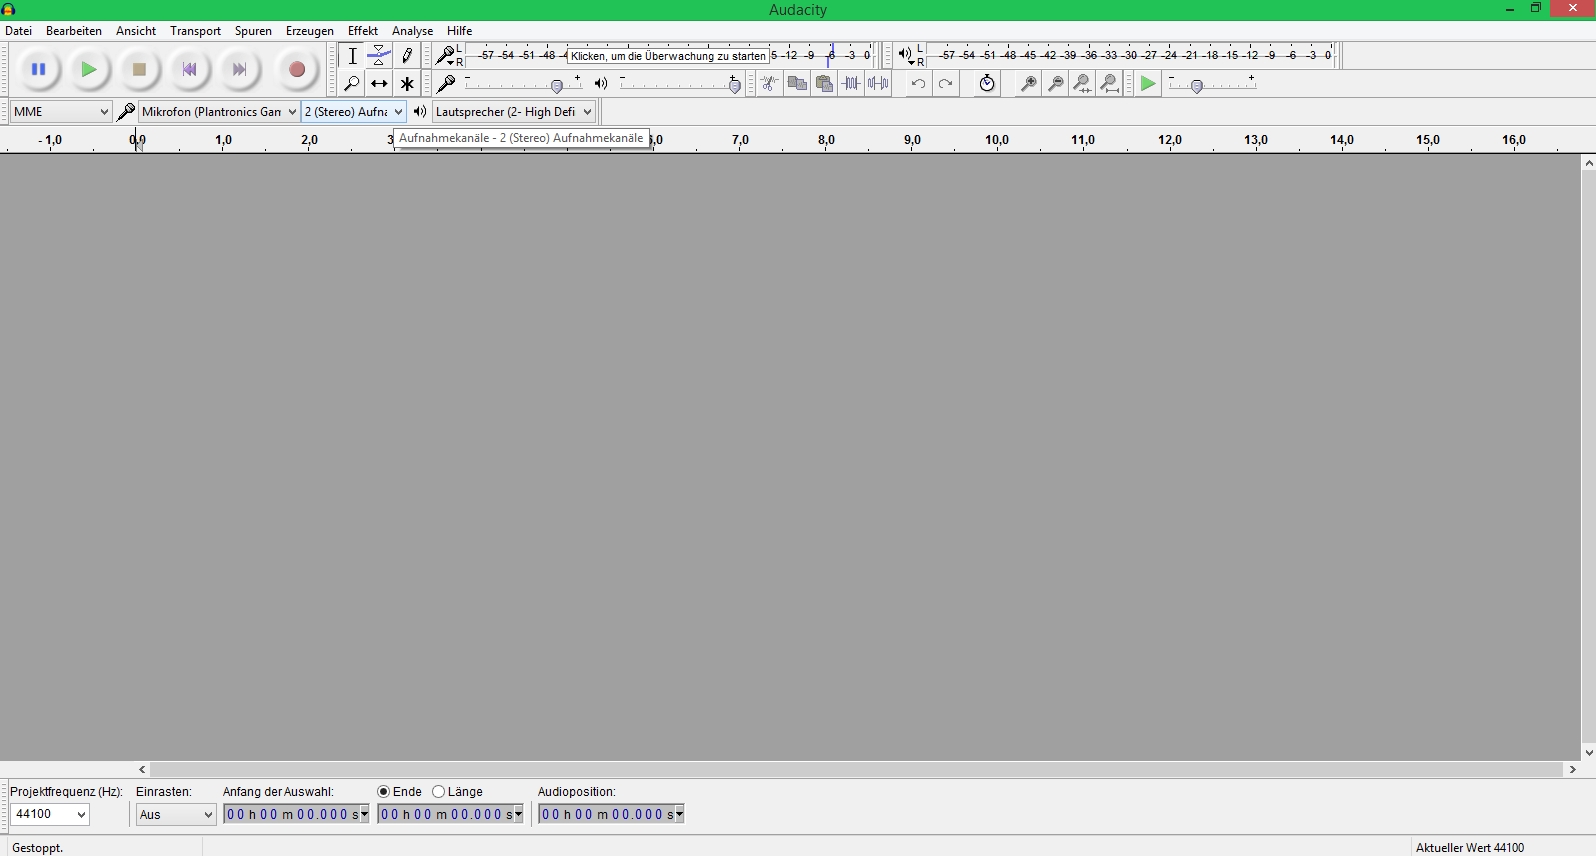 Audacity
Datei Bearbeiten Ansicht Transport Spuren Erzeugen Effekt Analyse Hilfe
L R -57 -54 -51 -48 Klicken, um die Überwachung zu starten -12 -9 -6 -3 0 L R -57 -54 -51 -48 -45 -42 -39 -36 -33 -30 -27 -24 -21 -18 -15 -12 -9 -6 -3 0
- + - + - +
MME Mikrofon (Plantronics Gam 2 (Stereo) Aufna Lautsprecher (2- High Defi
Aufnahmekanäle - 2 (Stereo) Aufnahmekanäle
- 1,0 0,0 1,0 2,0 7,0 8,0 9,0 10,0 11,0 12,0 13,0 14,0 15,0 16,0
Projektfrequenz (Hz): Einrasten: Anfang der Auswahl: Ende Länge Audioposition:
44100 Aus 00 h 00 m 00.000 s 00 h 00 m 00.000 s 00 h 00 m 00.000 s
Gestoppt. Aktueller Wert 44100